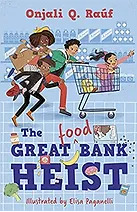 Onjali Q. Raúf
The food
GREAT BANK
HEIST
Illustrated by Elisa Paganelli